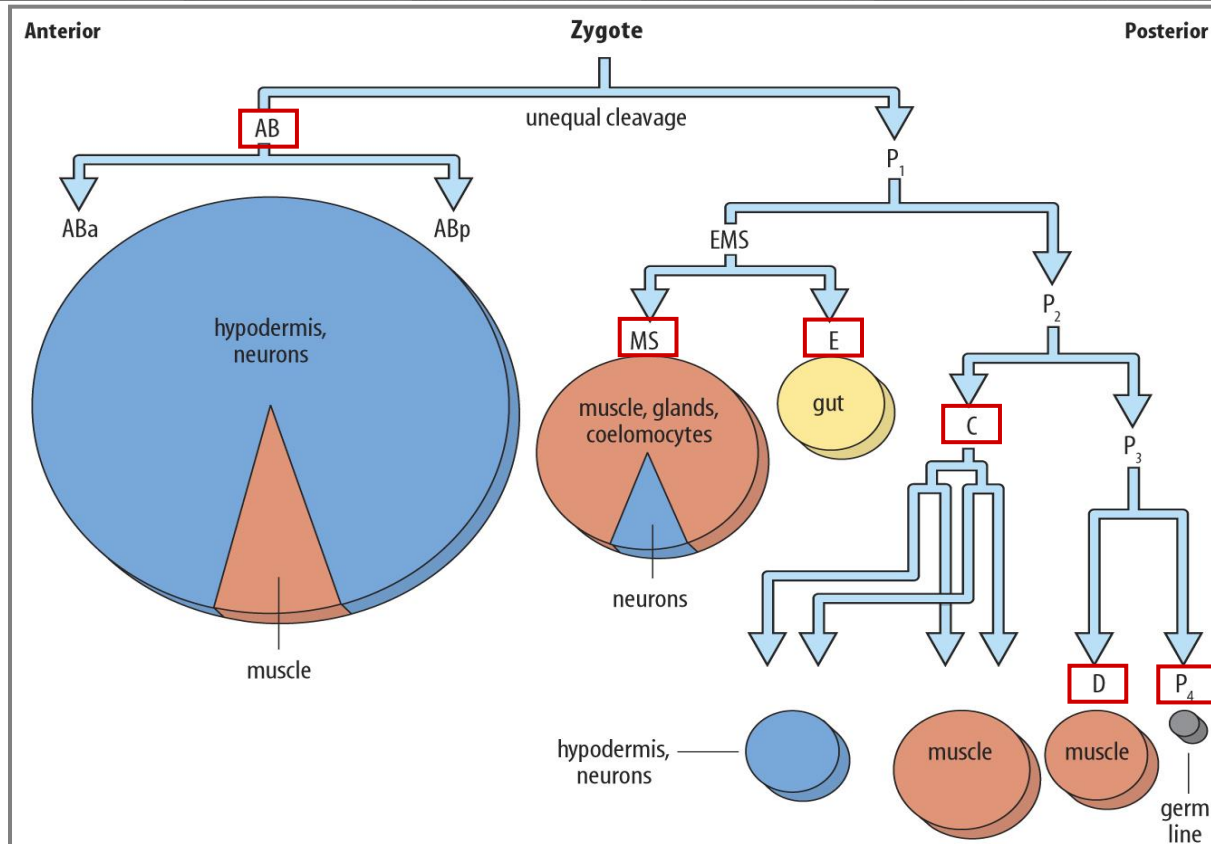 Anterior
Zygote
Posterior
AB
unequal cleavage
P1
ABa
ABp
EMS
P2
hypodermis,
neurons
MS
E
muscle, glands,
coelomocytes
gut
C
P3
neurons
muscle
D
P4
hypodermis,
neurons
muscle
muscle
germ
line